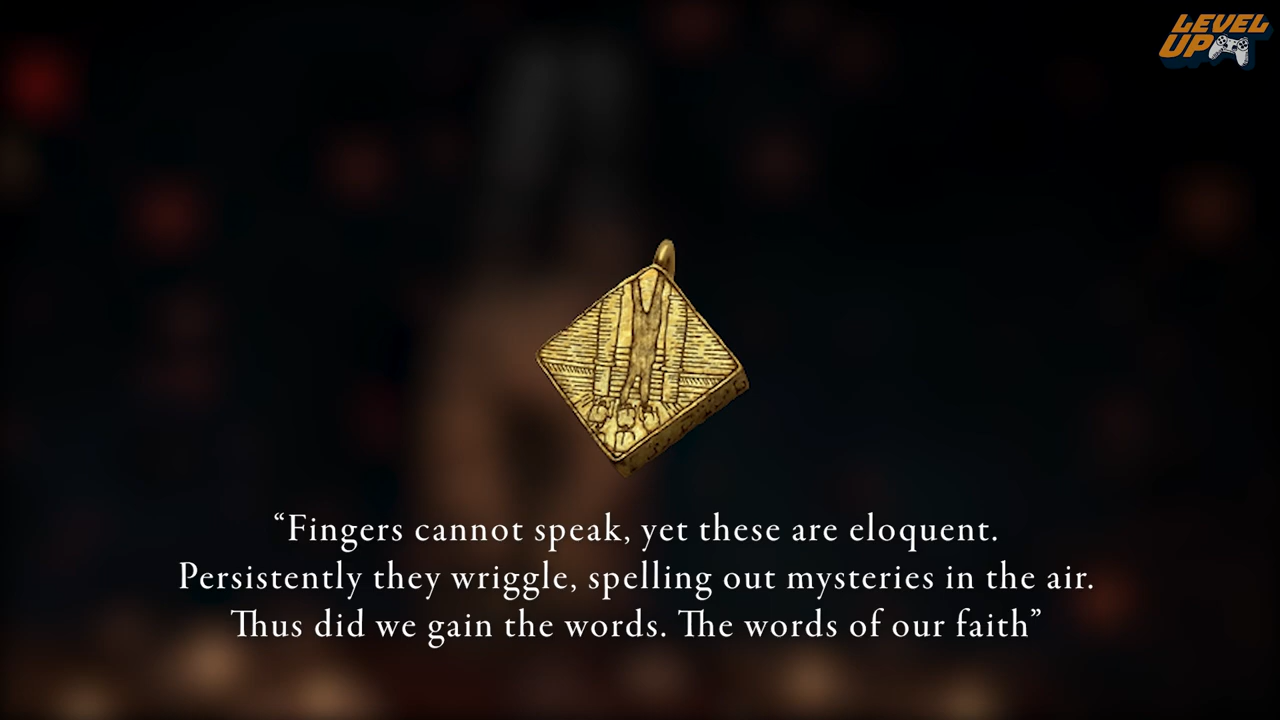 LEVEL
UP
“Fingers cannot speak, yet these are eloquent.
Persistently they wriggle, spelling out mysteries in the air.
Thus did we gain the words. The words of our faith”